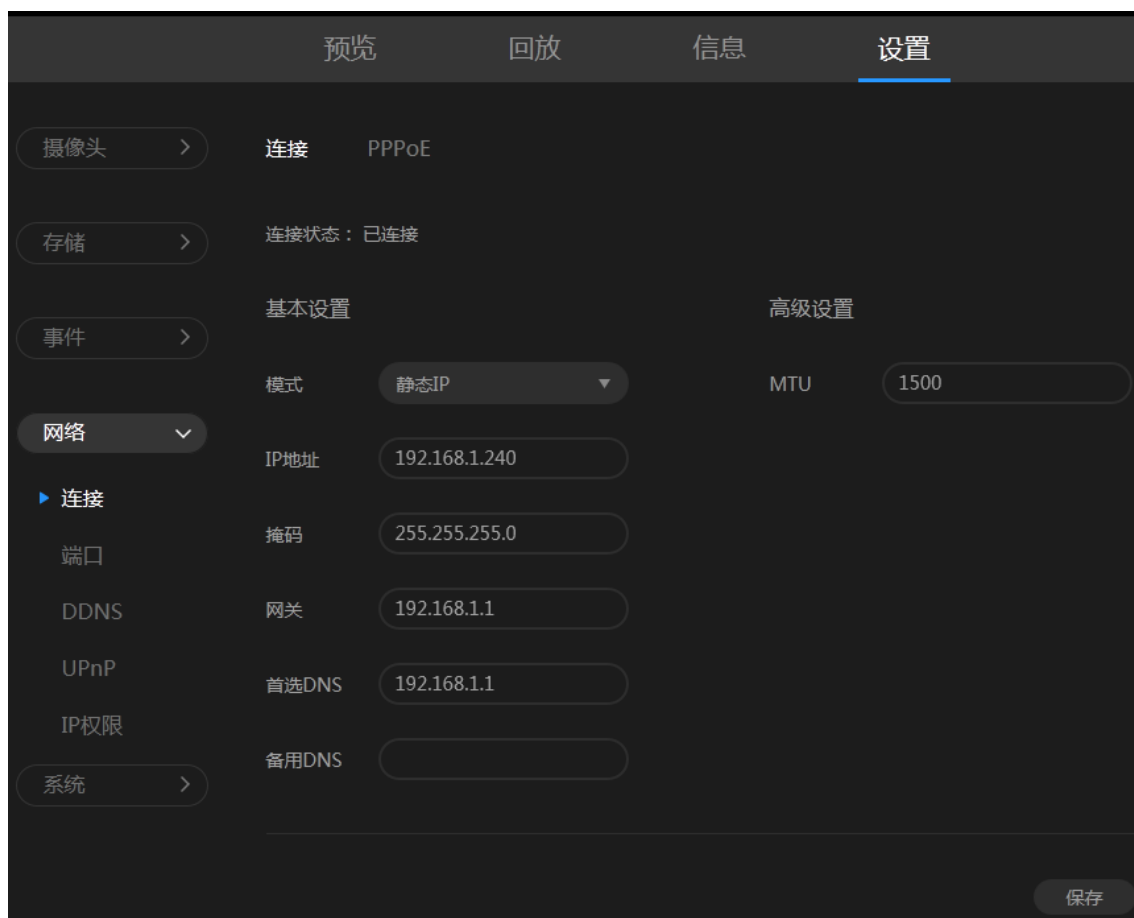 预览 回放 信息 设置
摄像头
存储
事件
网络
连接
端口
DDNS
UPnP
IP权限
系统
连接 PPPoE
连接状态： 已连接
基本设置
模式 静态IP
IP地址 192.168.1.240
掩码 255.255.255.0
网关 192.168.1.1
首选DNS 192.168.1.1
备用DNS
高级设置
MTU 1500
保存